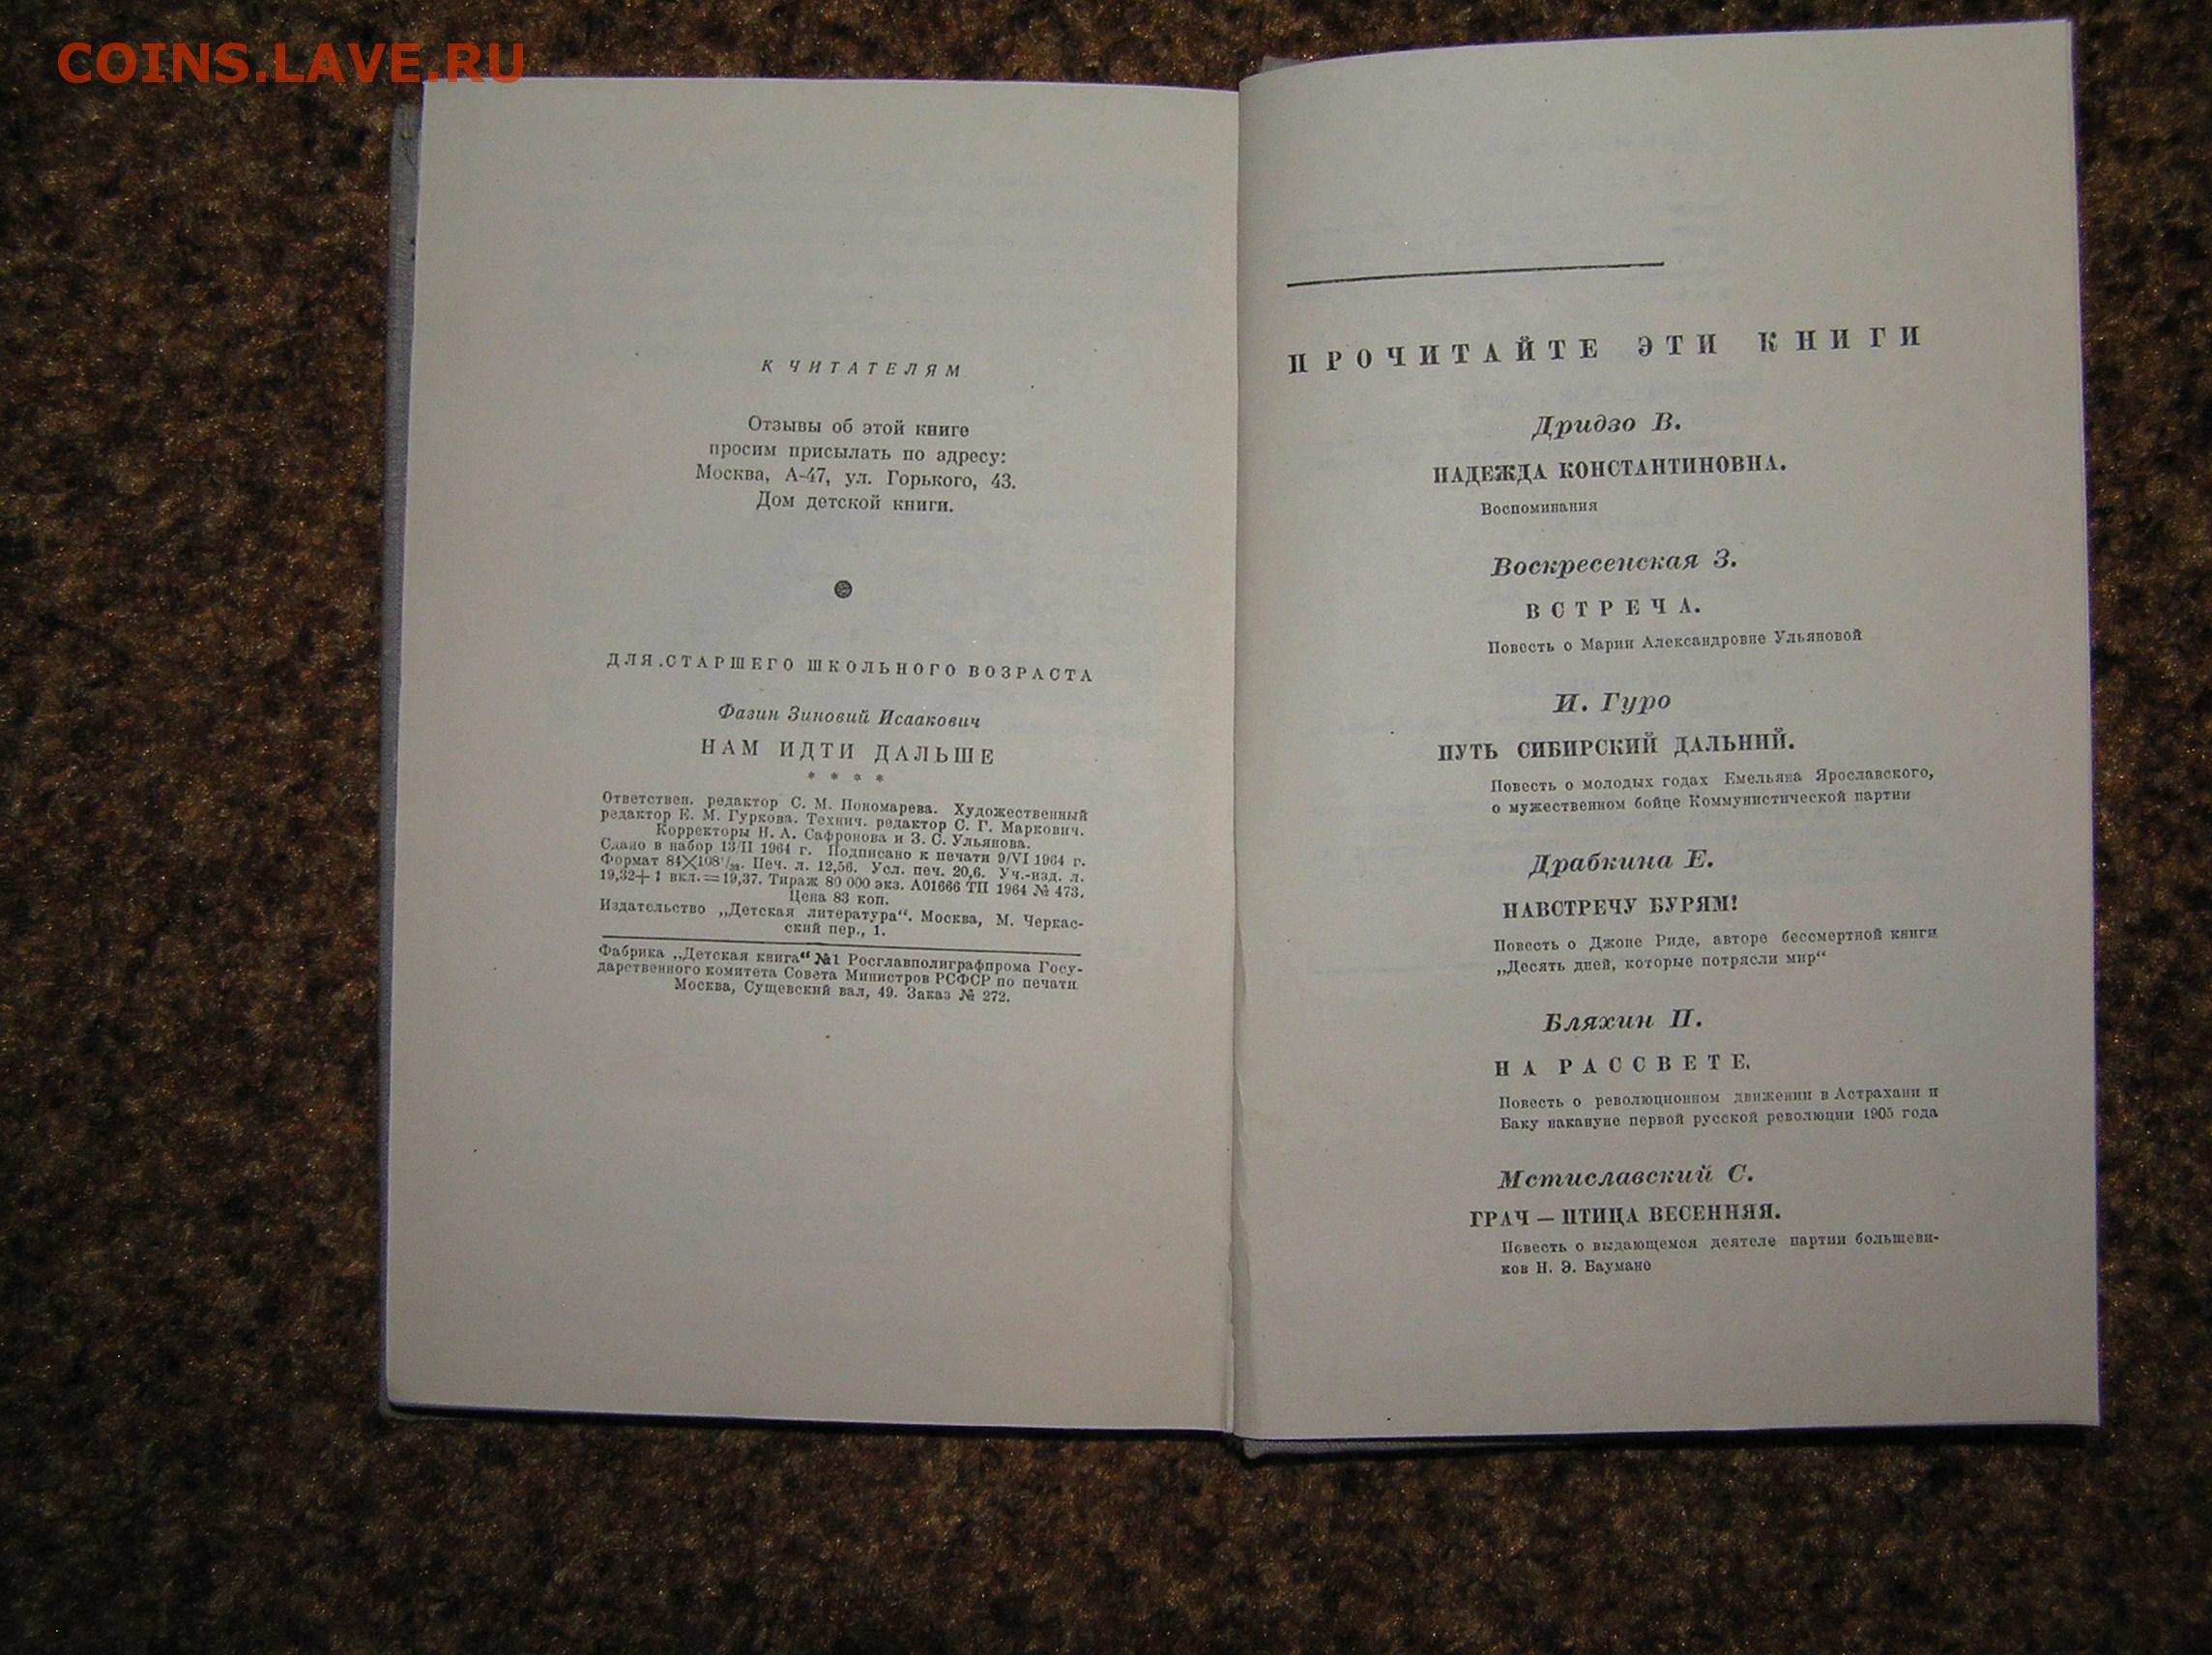 COINS.LAVE.RU
К ЧИТАТЕЛЯМ
Отзывы об этой книге
просим присылать по адресу:
Москва, А-47, ул. Горького, 43.
Дом детской книги.
ДЛЯ СТАРШЕГО ШКОЛЬНОГО ВОЗРАСТА
Фазин Зиновий Исаакович
НАМ ИДТИ ДАЛЬШЕ
* * * *
Ответствен. редактор С. М. Пономарева. Художественный
редактор Е. М. Гуркова. Технич. редактор С. Г. Маркович.
Корректоры Н. А. Сафронова и З. С. Ульянова.
Сдано в набор 13/II 1964 г. Подписано к печати 9/VI 1964 г.
Формат 84×108¹/₃₂. Печ. л. 12,56. Усл. печ. 20,6. Уч.-изд. л.
19,32+1 вкл.=19,37. Тираж 80 000 экз. А01666 ТП 1964 № 473.
Цена 83 коп.
Издательство „Детская литература“. Москва, М. Черкас-
ский пер., 1.
Фабрика „Детская книга“ №1 Росглавполиграфпрома Госу-
дарственного комитета Совета Министров РСФСР по печати.
Москва, Сущевский вал, 49. Заказ № 272.
ПРОЧИТАЙТЕ ЭТИ КНИГИ
Дридзо В.
НАДЕЖДА КОНСТАНТИНОВНА.
Воспоминания
Воскресенская З.
ВСТРЕЧА.
Повесть о Марии Александровне Ульяновой
И. Гуро
ПУТЬ СИБИРСКИЙ ДАЛЬНИЙ.
Повесть о молодых годах Емельяна Ярославского,
о мужественном бойце Коммунистической партии
Драбкина Е.
НАВСТРЕЧУ БУРЯМ!
Повесть о Джоне Риде, авторе бессмертной книги
„Десять дней, которые потрясли мир“
Бляхин П.
НА РАССВЕТЕ.
Повесть о революционном движении в Астрахани и
Баку накануне первой русской революции 1905 года
Мстиславский С.
ГРАЧ — ПТИЦА ВЕСЕННЯЯ.
Повесть о выдающемся деятеле партии большеви-
ков Н. Э. Баумане